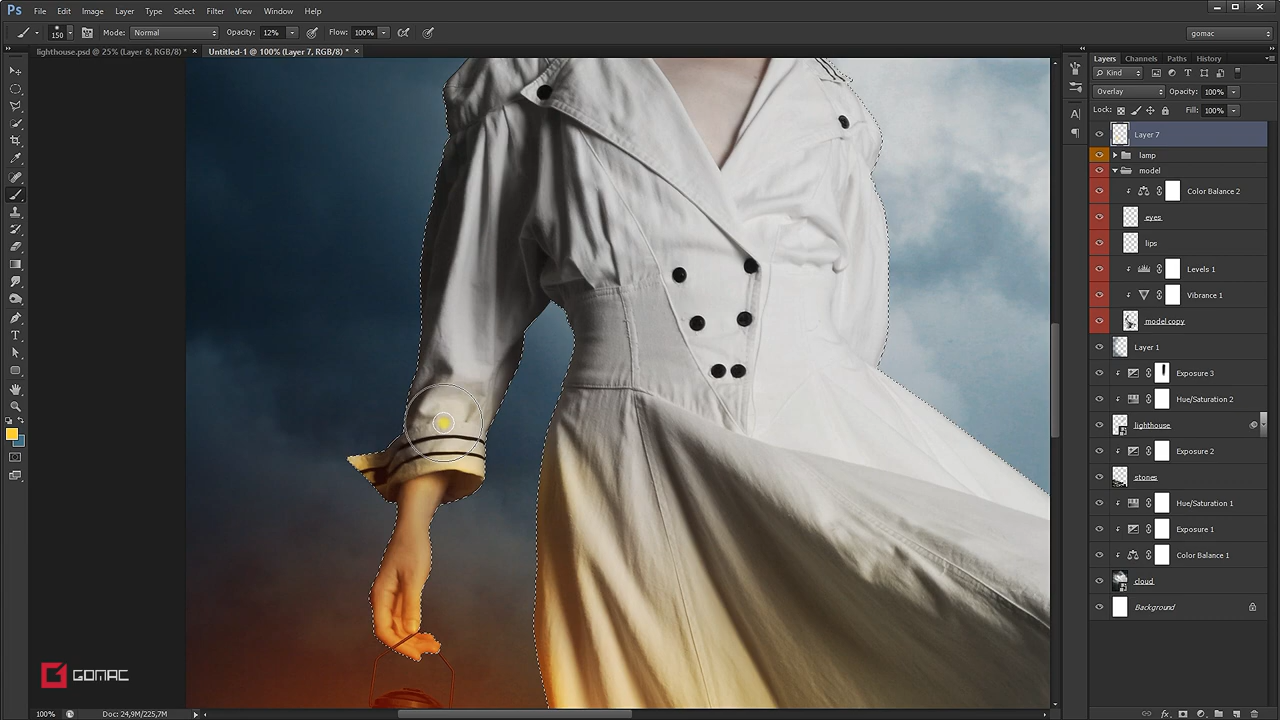 Ps File Edit Image Layer Type Select Filter View Window Help
150 Mode: Normal Opacity: 12% Flow: 100% gomac
lighthouse.psd @ 25% (Layer 8, RGB/8) * × Untitled-1 @ 100% (Layer 7, RGB/8) * ×
Layers Channels Paths History
Kind
Overlay Opacity: 100%
Lock: Fill: 100%
Layer 7
lamp
model
Color Balance 2
eyes
lips
Levels 1
Vibrance 1
model copy
Layer 1
Exposure 3
Hue/Saturation 2
lighthouse
Exposure 2
stones
Hue/Saturation 1
Exposure 1
Color Balance 1
cloud
Background
GOMAC
100% Doc: 24,9M/225,7M